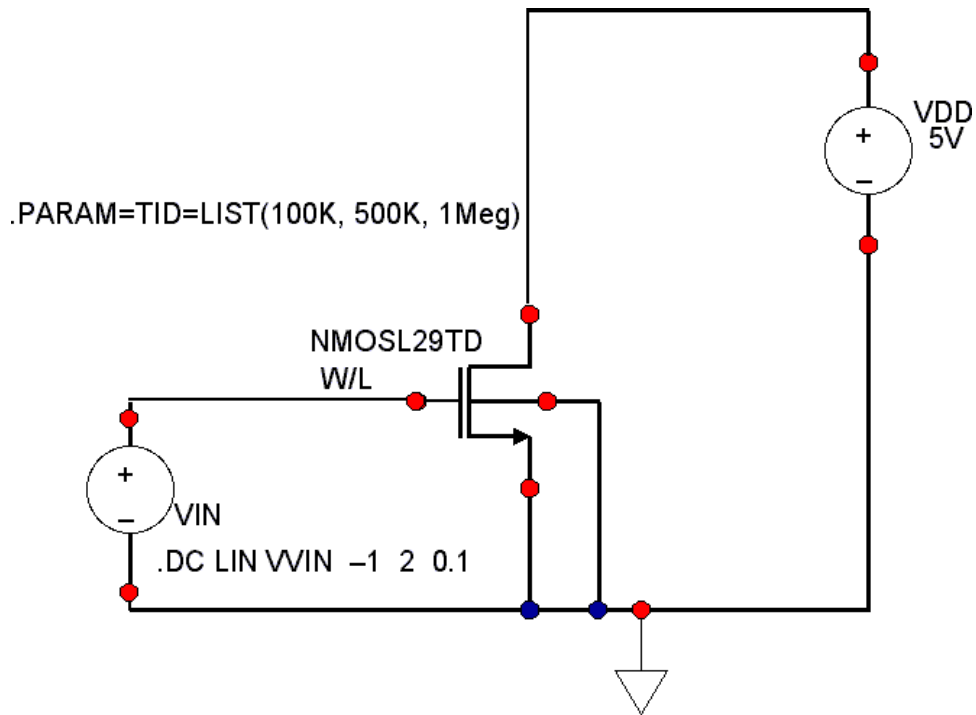 VDD
5V
.PARAM=TID=LIST(100K, 500K, 1Meg)
NMOSL29TD
W/L
+
–
+
–
VIN
.DC LIN VVIN –1 2 0.1